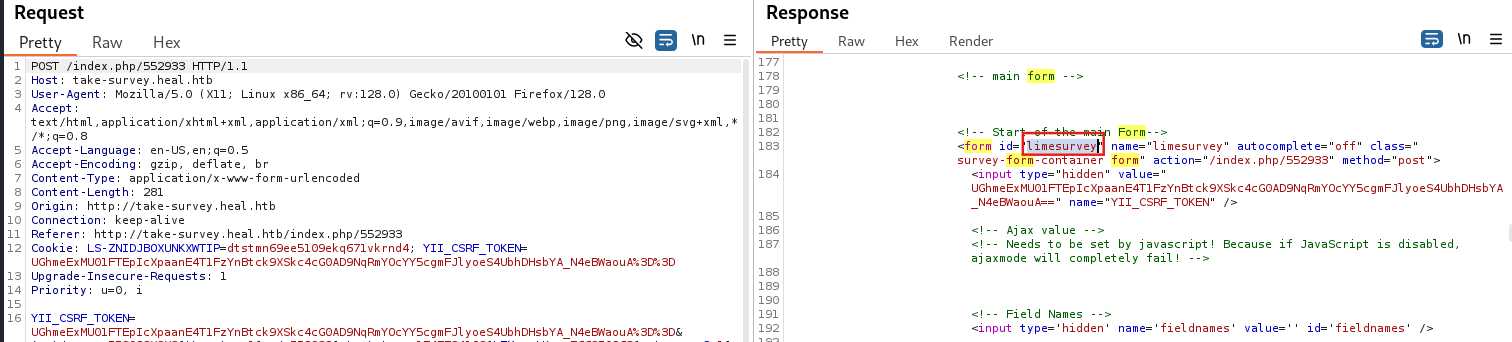 Request
Pretty Raw Hex \n
1 POST /index.php/552933 HTTP/1.1
2 Host: take-survey.heal.htb
3 User-Agent: Mozilla/5.0 (X11; Linux x86_64; rv:128.0) Gecko/20100101 Firefox/128.0
4 Accept:
text/html,application/xhtml+xml,application/xml;q=0.9,image/avif,image/webp,image/png,image/svg+xml,*
/*;q=0.8
5 Accept-Language: en-US,en;q=0.5
6 Accept-Encoding: gzip, deflate, br
7 Content-Type: application/x-www-form-urlencoded
8 Content-Length: 281
9 Origin: http://take-survey.heal.htb
10 Connection: keep-alive
11 Referer: http://take-survey.heal.htb/index.php/552933
12 Cookie: LS-ZNIDJBOXUNKXWTIP=dtstmn69ee5109ekq671vkrnd4; YII_CSRF_TOKEN=
UGhmeExMU01FTEpIcXpaanE4T1FzYnBtck9XSkc4cG0AD9NqRmYOcYY5cgmFJlyoeS4UbhDHsbYA_N4eBWaouA%3D%3D
13 Upgrade-Insecure-Requests: 1
14 Priority: u=0, i
15
16 YII_CSRF_TOKEN=
UGhmeExMU01FTEpIcXpaanE4T1FzYnBtck9XSkc4cG0AD9NqRmYOcYY5cgmFJlyoeS4UbhDHsbYA_N4eBWaouA%3D%3D&
Response
Pretty Raw Hex Render \n
177
178 <!-- main form -->
179
180
181
182 <!-- Start of the main Form-->
183 <form id="limesurvey" name="limesurvey" autocomplete="off" class="
survey-form-container form" action="/index.php/552933" method="post">
184 <input type="hidden" value="
UGhmeExMU01FTEpIcXpaanE4T1FzYnBtck9XSkc4cG0AD9NqRmYOcYY5cgmFJlyoeS4UbhDHsbYA
_N4eBWaouA==" name="YII_CSRF_TOKEN" />
185
186 <!-- Ajax value -->
187 <!-- Needs to be set by javascript! Because if JavaScript is disabled,
ajaxmode will completely fail! -->
188
189
190
191 <!-- Field Names -->
192 <input type='hidden' name='fieldnames' value='' id='fieldnames' />